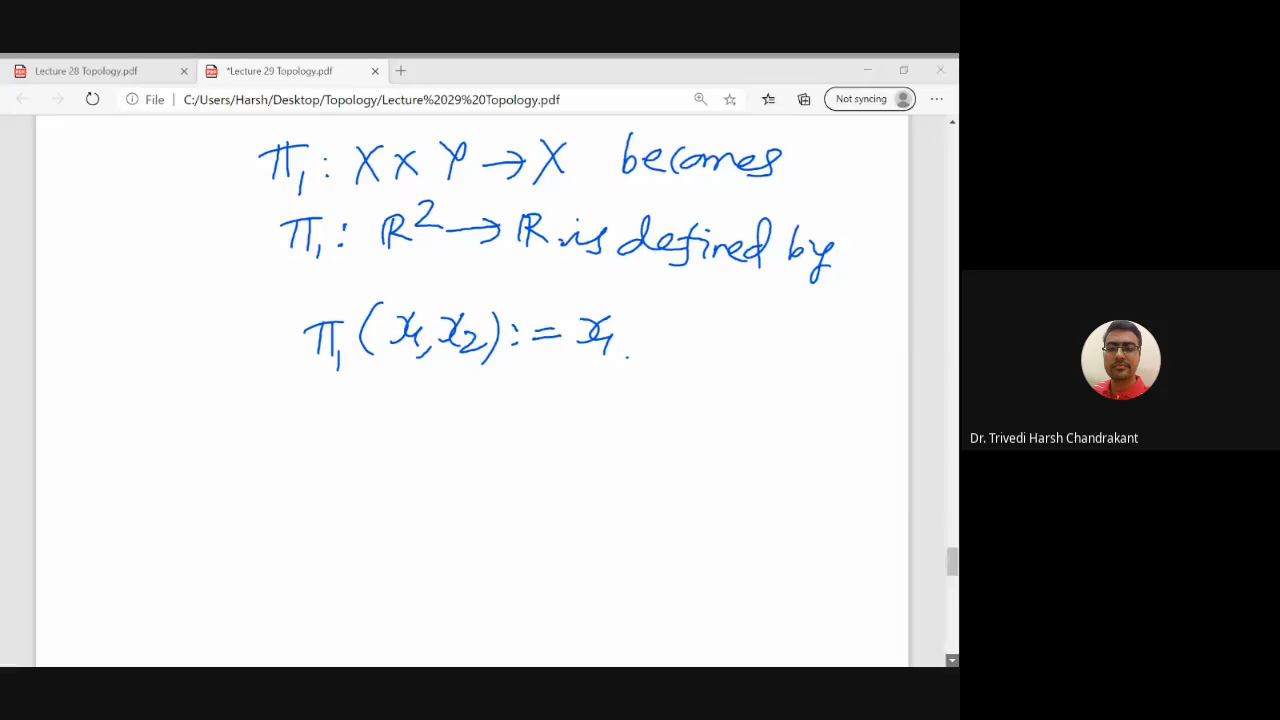 Lecture 28 Topology.pdf
*Lecture 29 Topology.pdf
File C:/Users/Harsh/Desktop/Topology/Lecture%2029%20Topology.pdf
Not syncing
π₁ : X × Y → X becomes
π₁ : ℝ² → ℝ is defined by
π₁ (x₁, x₂) := x₁.
Dr. Trivedi Harsh Chandrakant